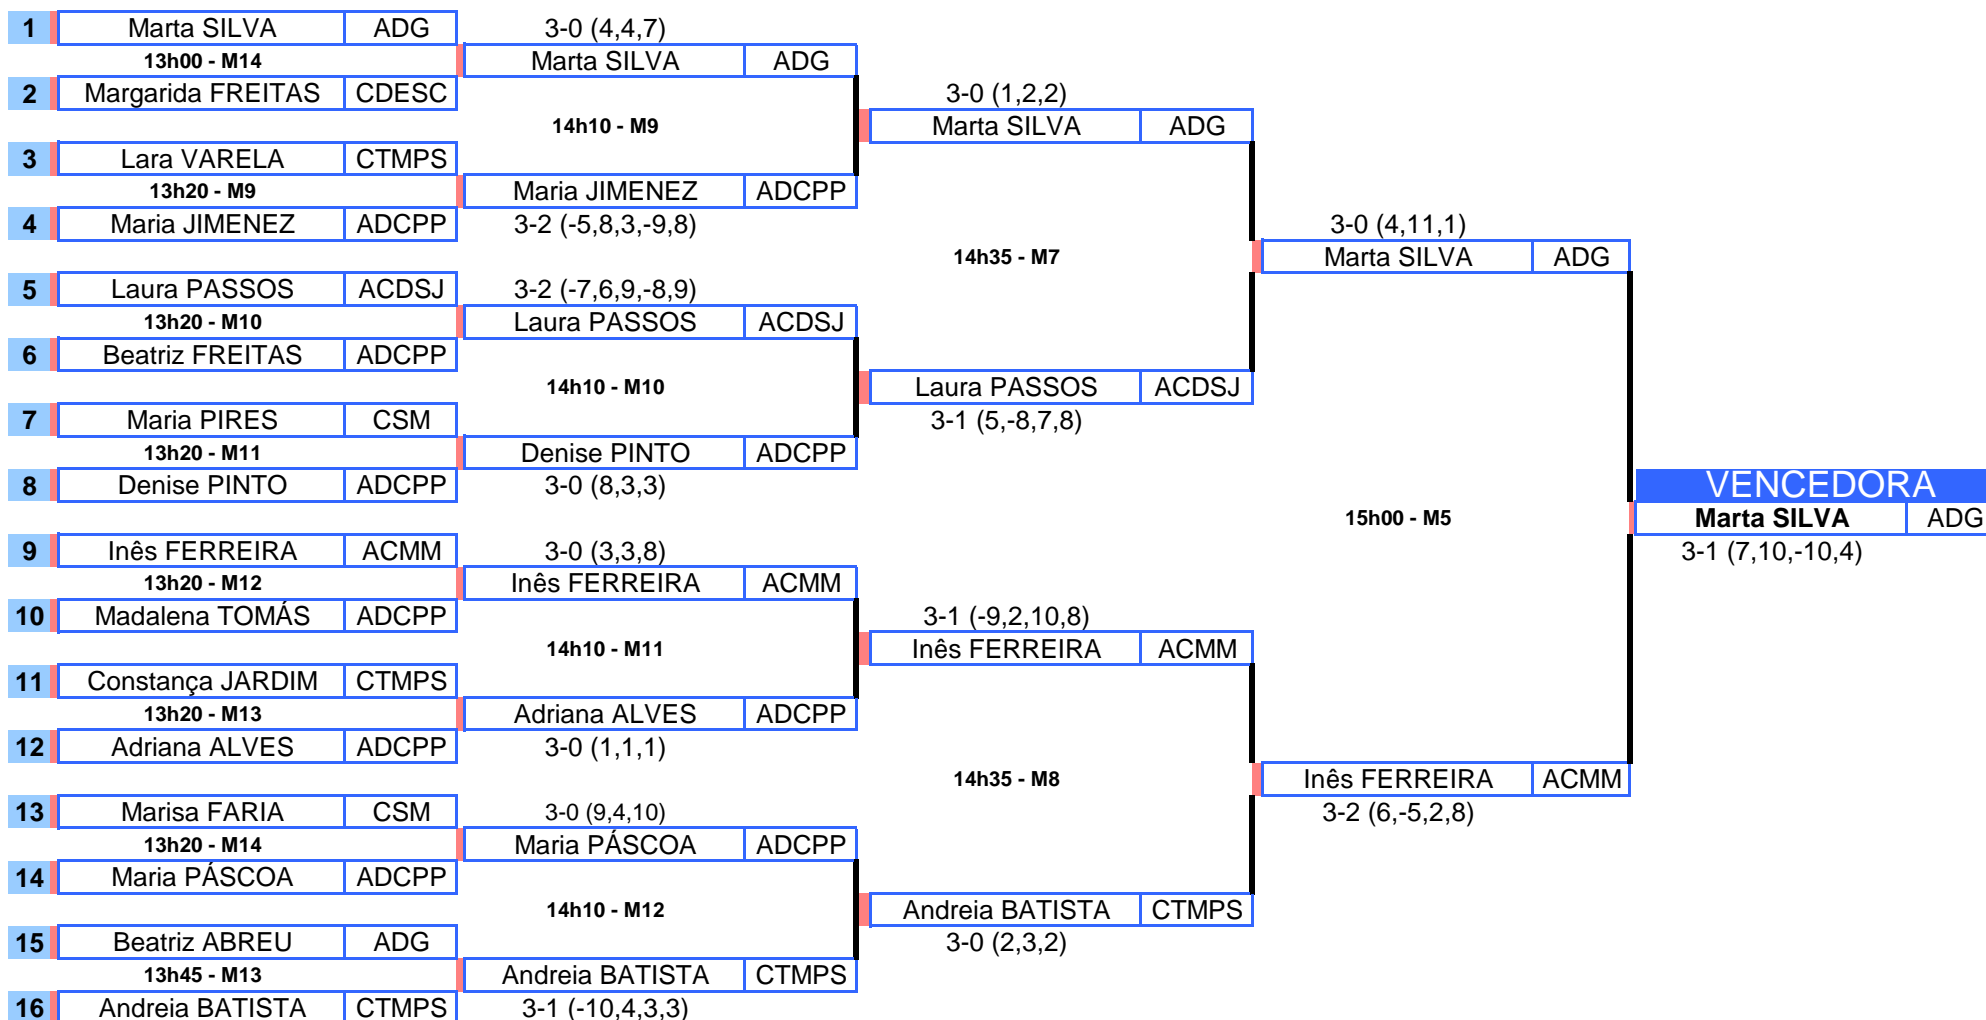 1 Marta SILVA ADG 3-0 (4,4,7)
13h00 - M14 Marta SILVA ADG
2 Margarida FREITAS CDESC 3-0 (1,2,2)
14h10 - M9 Marta SILVA ADG
3 Lara VARELA CTMPS
13h20 - M9 Maria JIMENEZ ADCPP
4 Maria JIMENEZ ADCPP 3-2 (-5,8,3,-9,8) 3-0 (4,11,1)
14h35 - M7 Marta SILVA ADG
5 Laura PASSOS ACDSJ 3-2 (-7,6,9,-8,9)
13h20 - M10 Laura PASSOS ACDSJ
6 Beatriz FREITAS ADCPP
14h10 - M10 Laura PASSOS ACDSJ
7 Maria PIRES CSM 3-1 (5,-8,7,8)
13h20 - M11 Denise PINTO ADCPP
8 Denise PINTO ADCPP 3-0 (8,3,3) VENCEDORA
15h00 - M5 Marta SILVA ADG
9 Inês FERREIRA ACMM 3-0 (3,3,8) 3-1 (7,10,-10,4)
13h20 - M12 Inês FERREIRA ACMM
10 Madalena TOMÁS ADCPP 3-1 (-9,2,10,8)
14h10 - M11 Inês FERREIRA ACMM
11 Constança JARDIM CTMPS
13h20 - M13 Adriana ALVES ADCPP
12 Adriana ALVES ADCPP 3-0 (1,1,1)
14h35 - M8 Inês FERREIRA ACMM
13 Marisa FARIA CSM 3-0 (9,4,10) 3-2 (6,-5,2,8)
13h20 - M14 Maria PÁSCOA ADCPP
14 Maria PÁSCOA ADCPP
14h10 - M12 Andreia BATISTA CTMPS
15 Beatriz ABREU ADG 3-0 (2,3,2)
13h45 - M13 Andreia BATISTA CTMPS
16 Andreia BATISTA CTMPS 3-1 (-10,4,3,3)